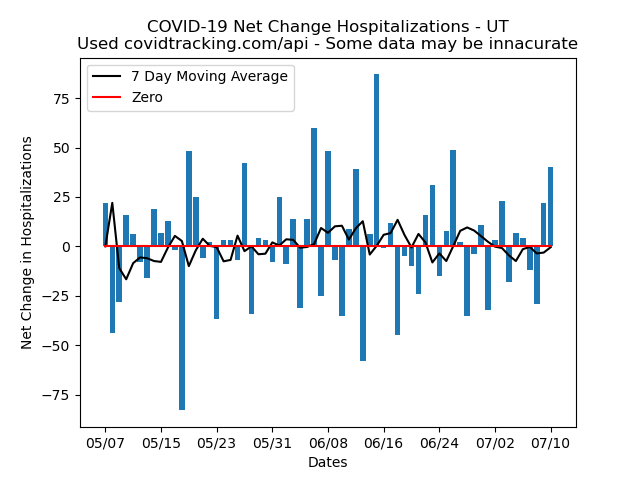 COVID-19 Net Change Hospitalizations - UT
Used covidtracking.com/api - Some data may be innacurate
7 Day Moving Average
Zero
Net Change in Hospitalizations
75
50
25
0
−25
−50
−75
05/07 05/15 05/23 05/31 06/08 06/16 06/24 07/02 07/10
Dates